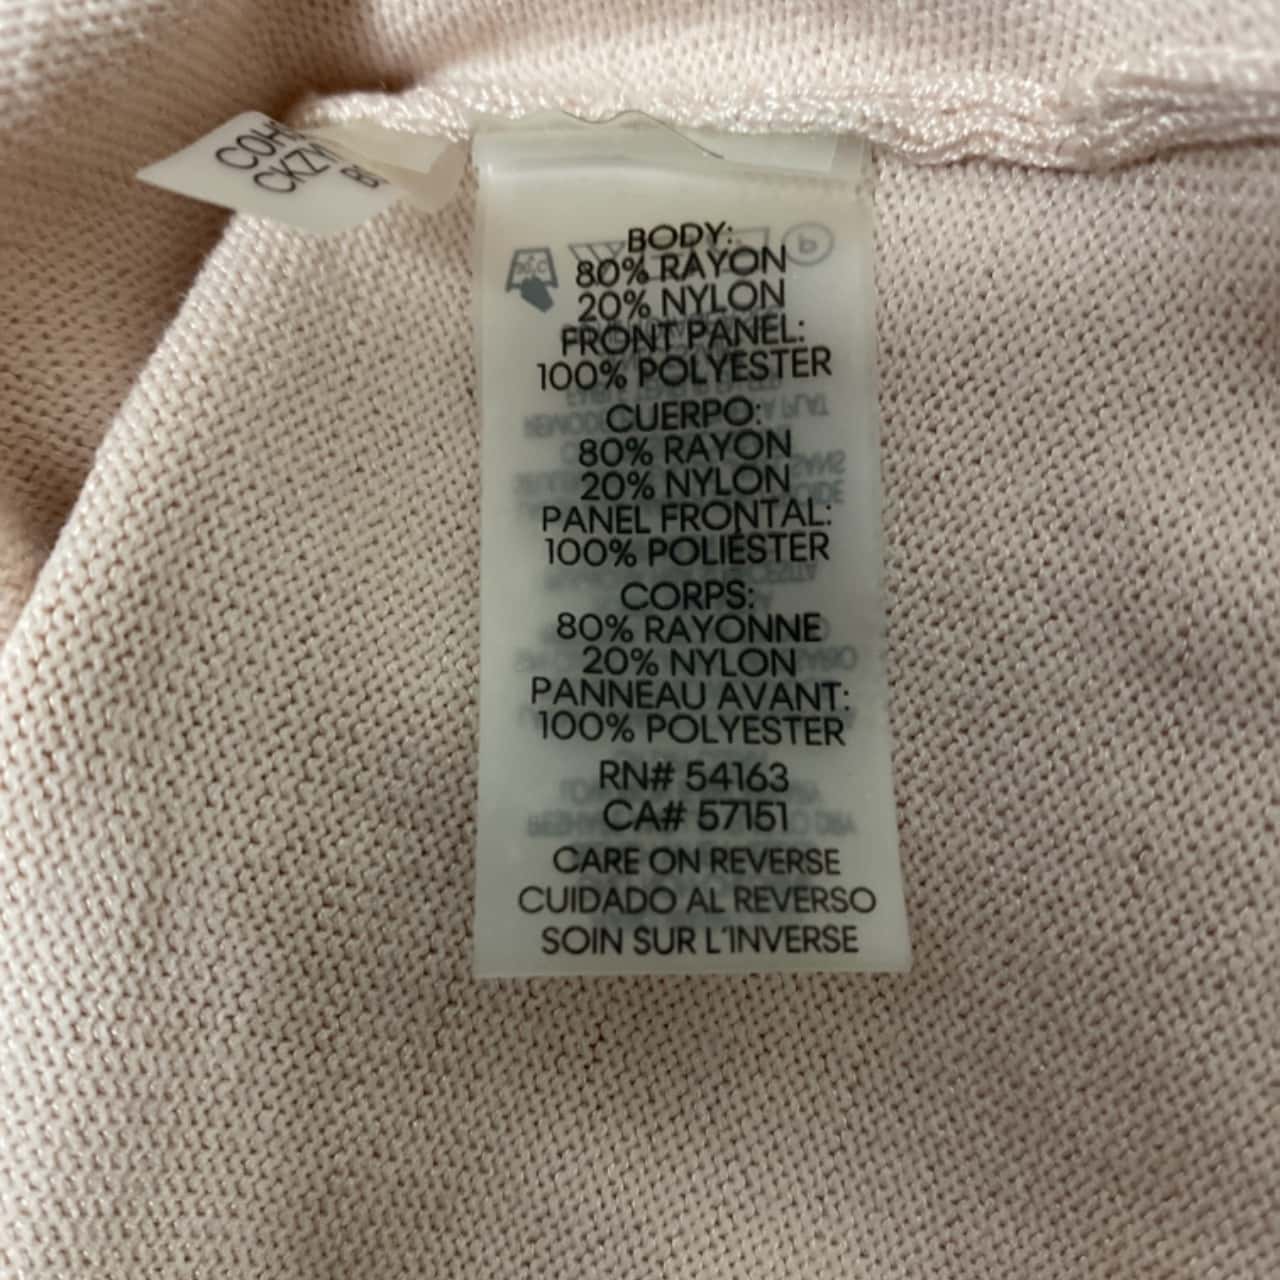 BODY:
80% RAYON
20% NYLON
FRONT PANEL:
100% POLYESTER
CUERPO:
80% RAYON
20% NYLON
PANEL FRONTAL:
100% POLIESTER
CORPS:
80% RAYONNE
20% NYLON
PANNEAU AVANT:
100% POLYESTER
RN# 54163
CA# 57151
CARE ON REVERSE
CUIDADO AL REVERSO
SOIN SUR L'INVERSE